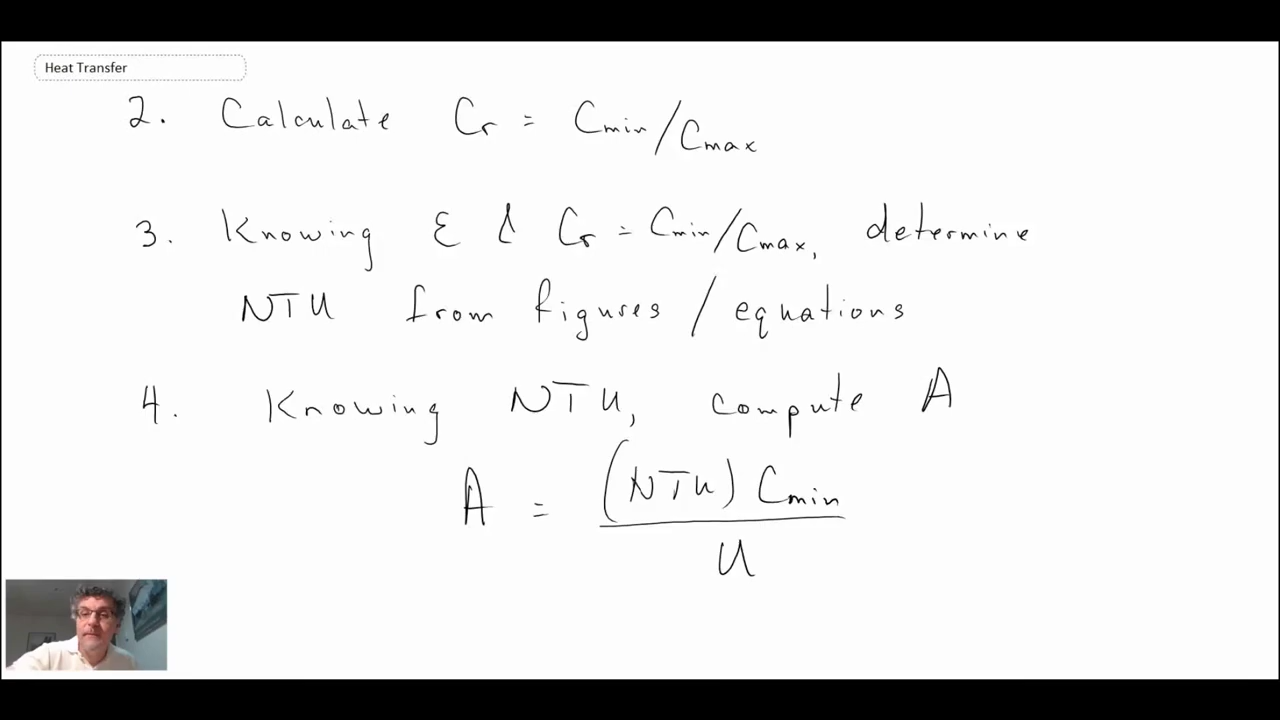 Heat Transfer
2. Calculate Cr = Cmin/Cmax
3. Knowing ε & Cr = Cmin/Cmax, determine
NTU from figures / equations
4. Knowing NTU, compute A
A = (NTU) Cmin
U